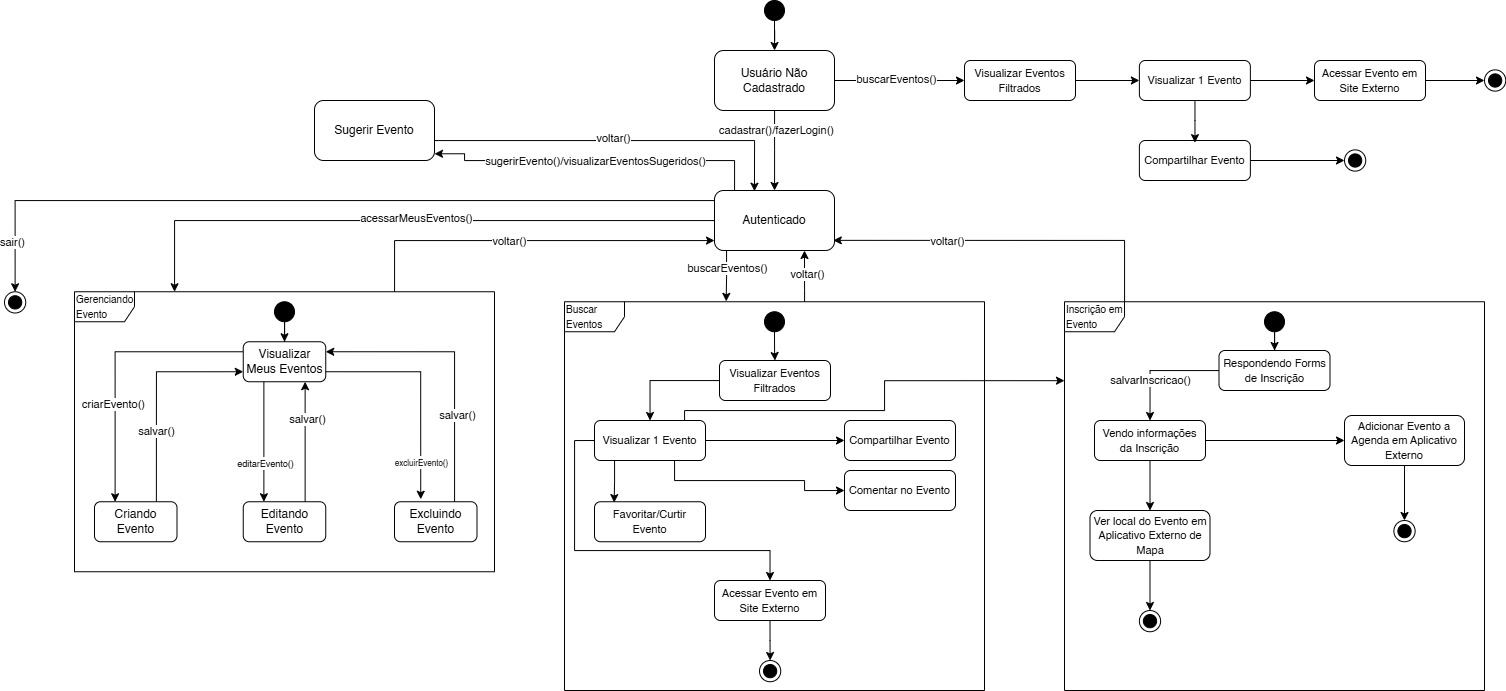 Usuário Não
Cadastrado
buscarEventos()
Visualizar Eventos
Filtrados
Visualizar 1 Evento
Acessar Evento em
Site Externo
Compartilhar Evento
cadastrar()/fazerLogin()
Sugerir Evento
voltar()
sugerirEvento()/visualizarEventosSugeridos()
Autenticado
sair()
acessarMeusEventos()
voltar()
buscarEventos()
voltar()
voltar()
Gerenciando
Evento
Visualizar
Meus Eventos
criarEvento()
salvar()
editarEvento()
salvar()
excluirEvento()
salvar()
Criando
Evento
Editando
Evento
Excluindo
Evento
Buscar
Eventos
Visualizar Eventos
Filtrados
Visualizar 1 Evento
Compartilhar Evento
Comentar no Evento
Favoritar/Curtir
Evento
Acessar Evento em
Site Externo
Inscrição em
Evento
Respondendo Forms
de Inscrição
salvarInscricao()
Vendo informações
da Inscrição
Adicionar Evento a
Agenda em Aplicativo
Externo
Ver local do Evento em
Aplicativo Externo de
Mapa